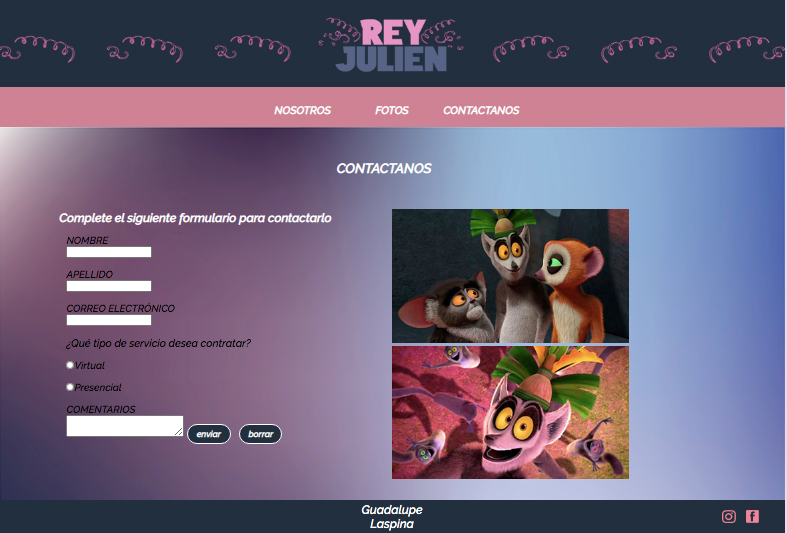 REY
JULIEN
NOSOTROS FOTOS CONTACTANOS
CONTACTANOS
Complete el siguiente formulario para contactarlo
NOMBRE
APELLIDO
CORREO ELECTRÓNICO
¿Qué tipo de servicio desea contratar?
Virtual
Presencial
COMENTARIOS
enviar borrar
Guadalupe
Laspina